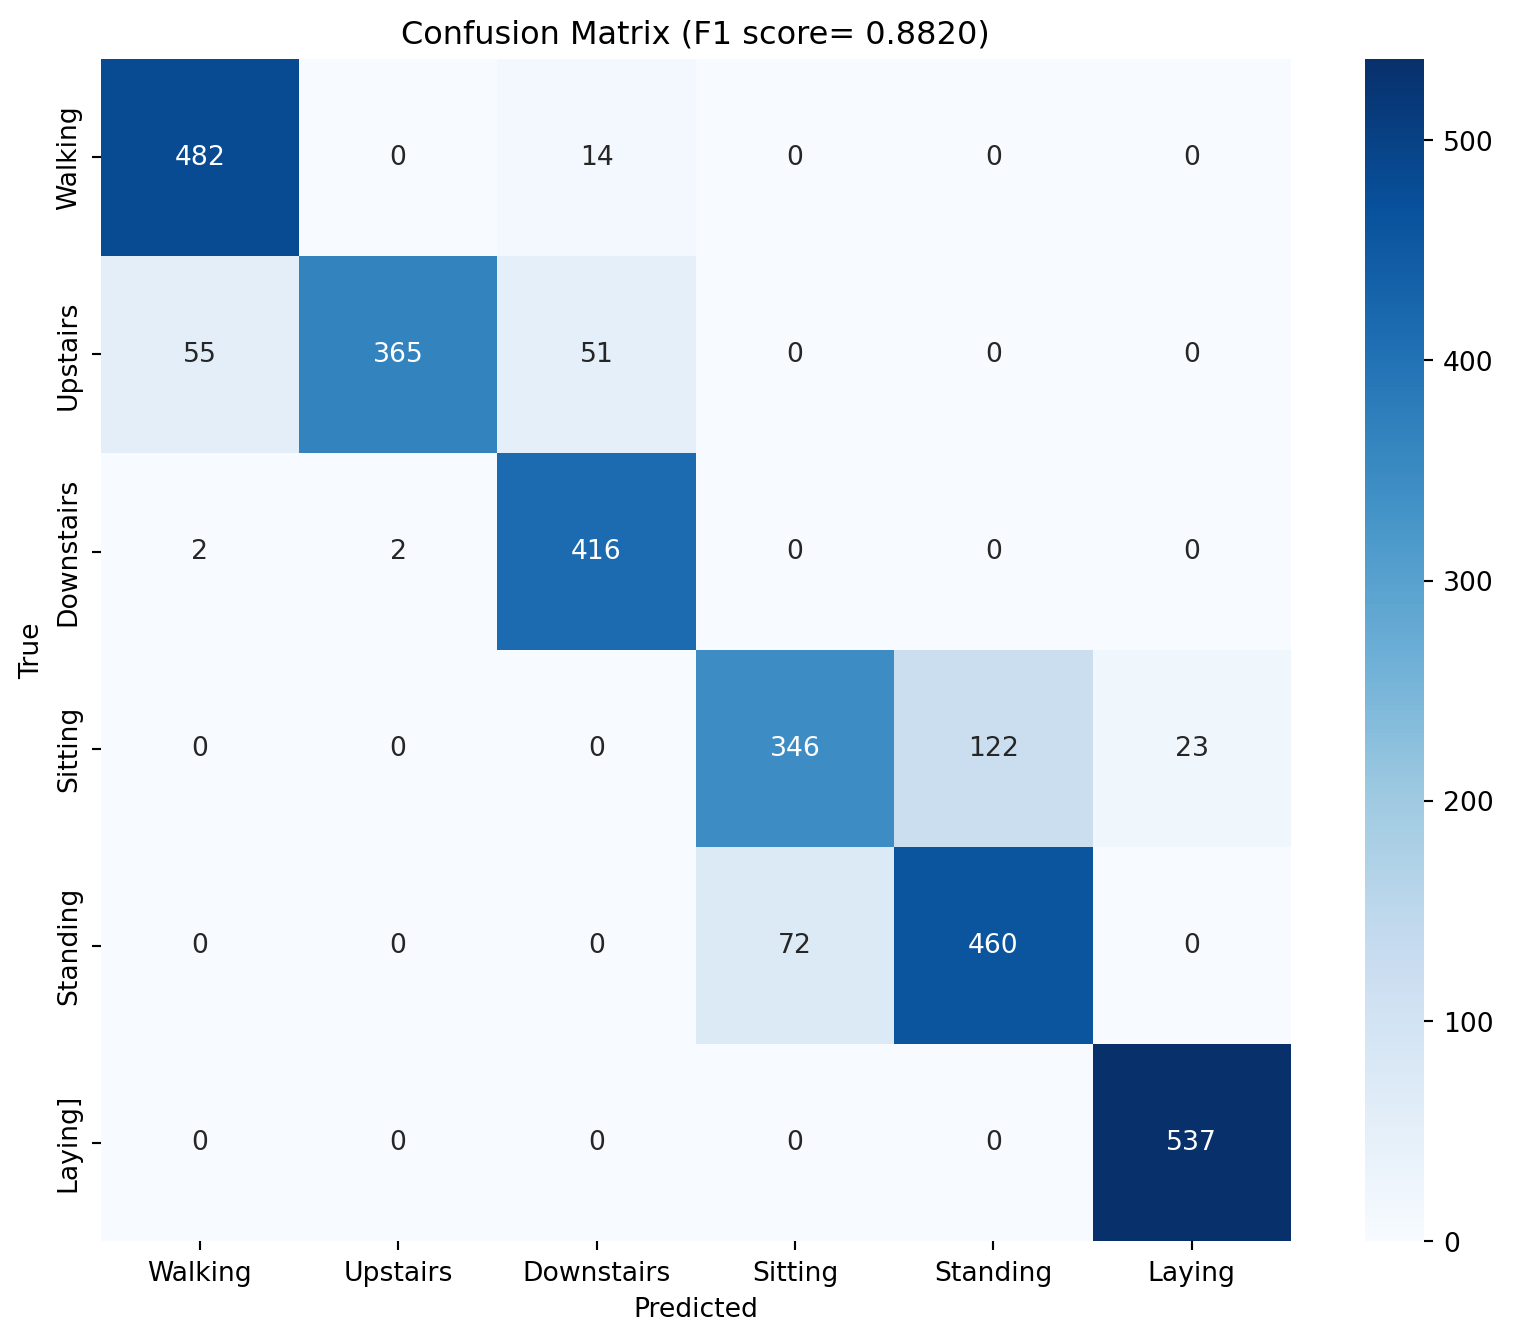 Confusion Matrix (F1 score= 0.8820)
Walking 482 0 14 0 0 0
Upstairs 55 365 51 0 0 0
Downstairs 2 2 416 0 0 0
Sitting 0 0 0 346 122 23
Standing 0 0 0 72 460 0
Laying] 0 0 0 0 0 537
True
Walking Upstairs Downstairs Sitting Standing Laying
Predicted
500
400
300
200
100
0